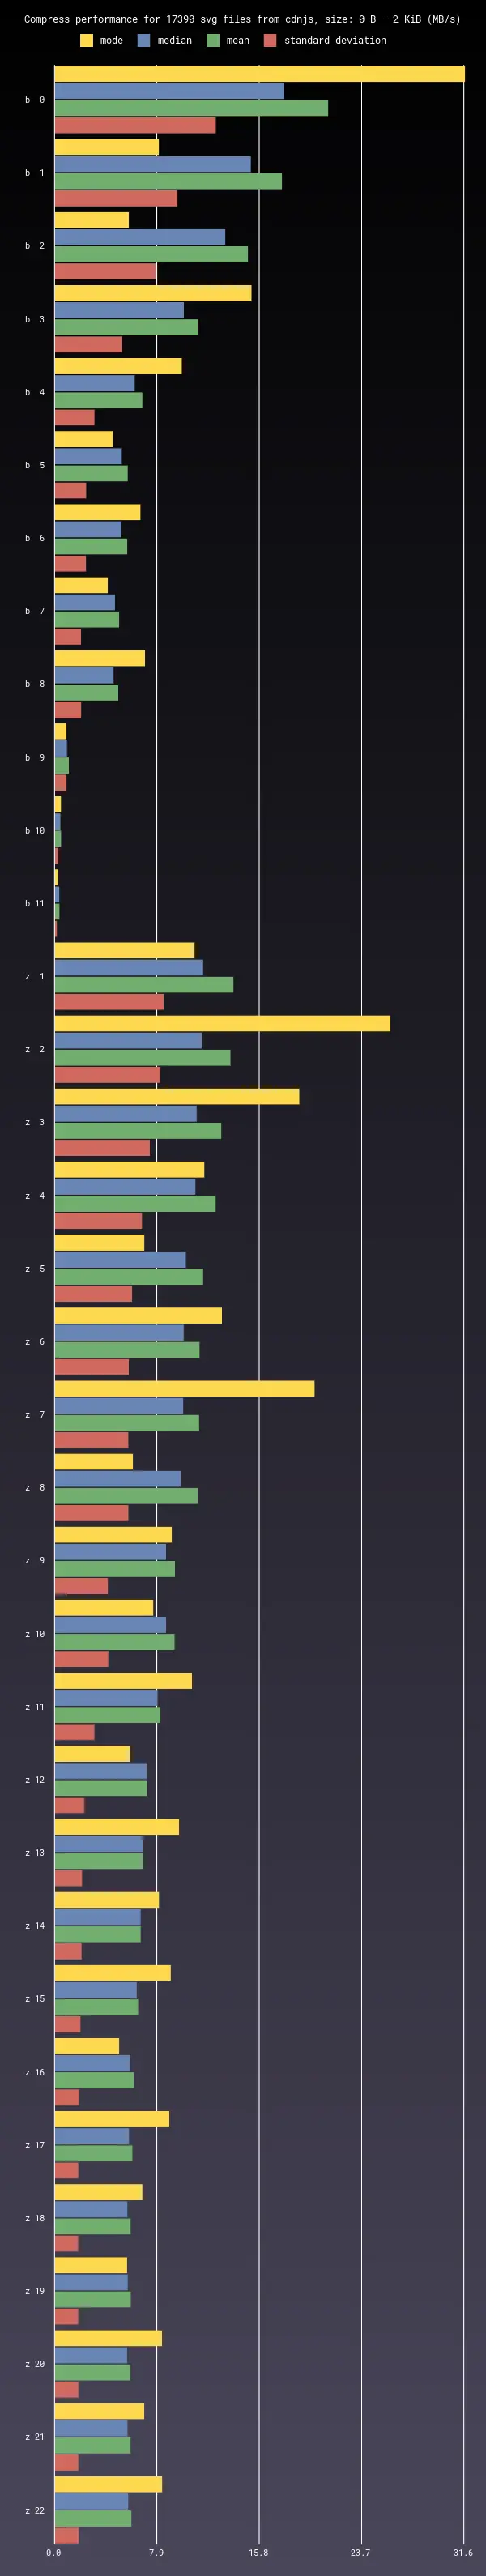 Compress performance for 17390 svg files from cdnjs, size: 0 B - 2 KiB (MB/s)
mode median mean standard deviation
b 0
b 1
b 2
b 3
b 4
b 5
b 6
b 7
b 8
b 9
b 10
b 11
z 1
z 2
z 3
z 4
z 5
z 6
z 7
z 8
z 9
z 10
z 11
z 12
z 13
z 14
z 15
z 16
z 17
z 18
z 19
z 20
z 21
z 22
0.0 7.9 15.8 23.7 31.6